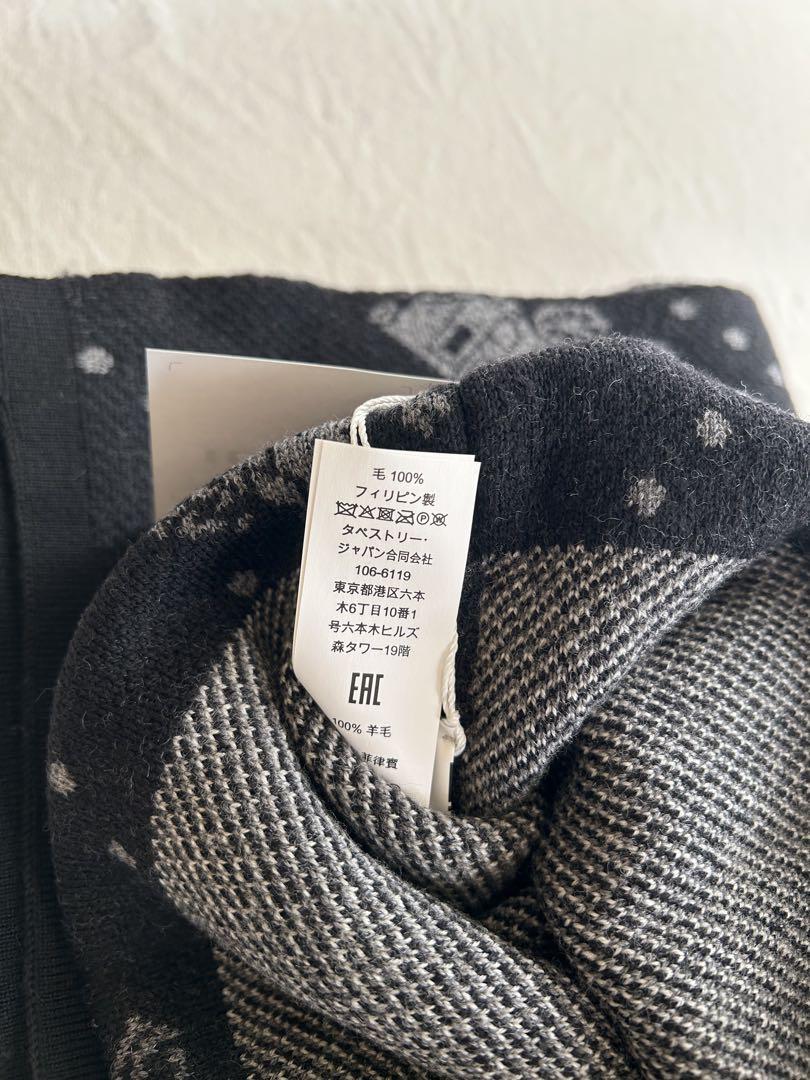 毛 100%
フィリピン製
タペストリー・
ジャパン合同会社
106-6119
東京都港区六本
木6丁目10番1
号六本木ヒルズ
森タワー19階
EAC
100% 羊毛
菲律賓